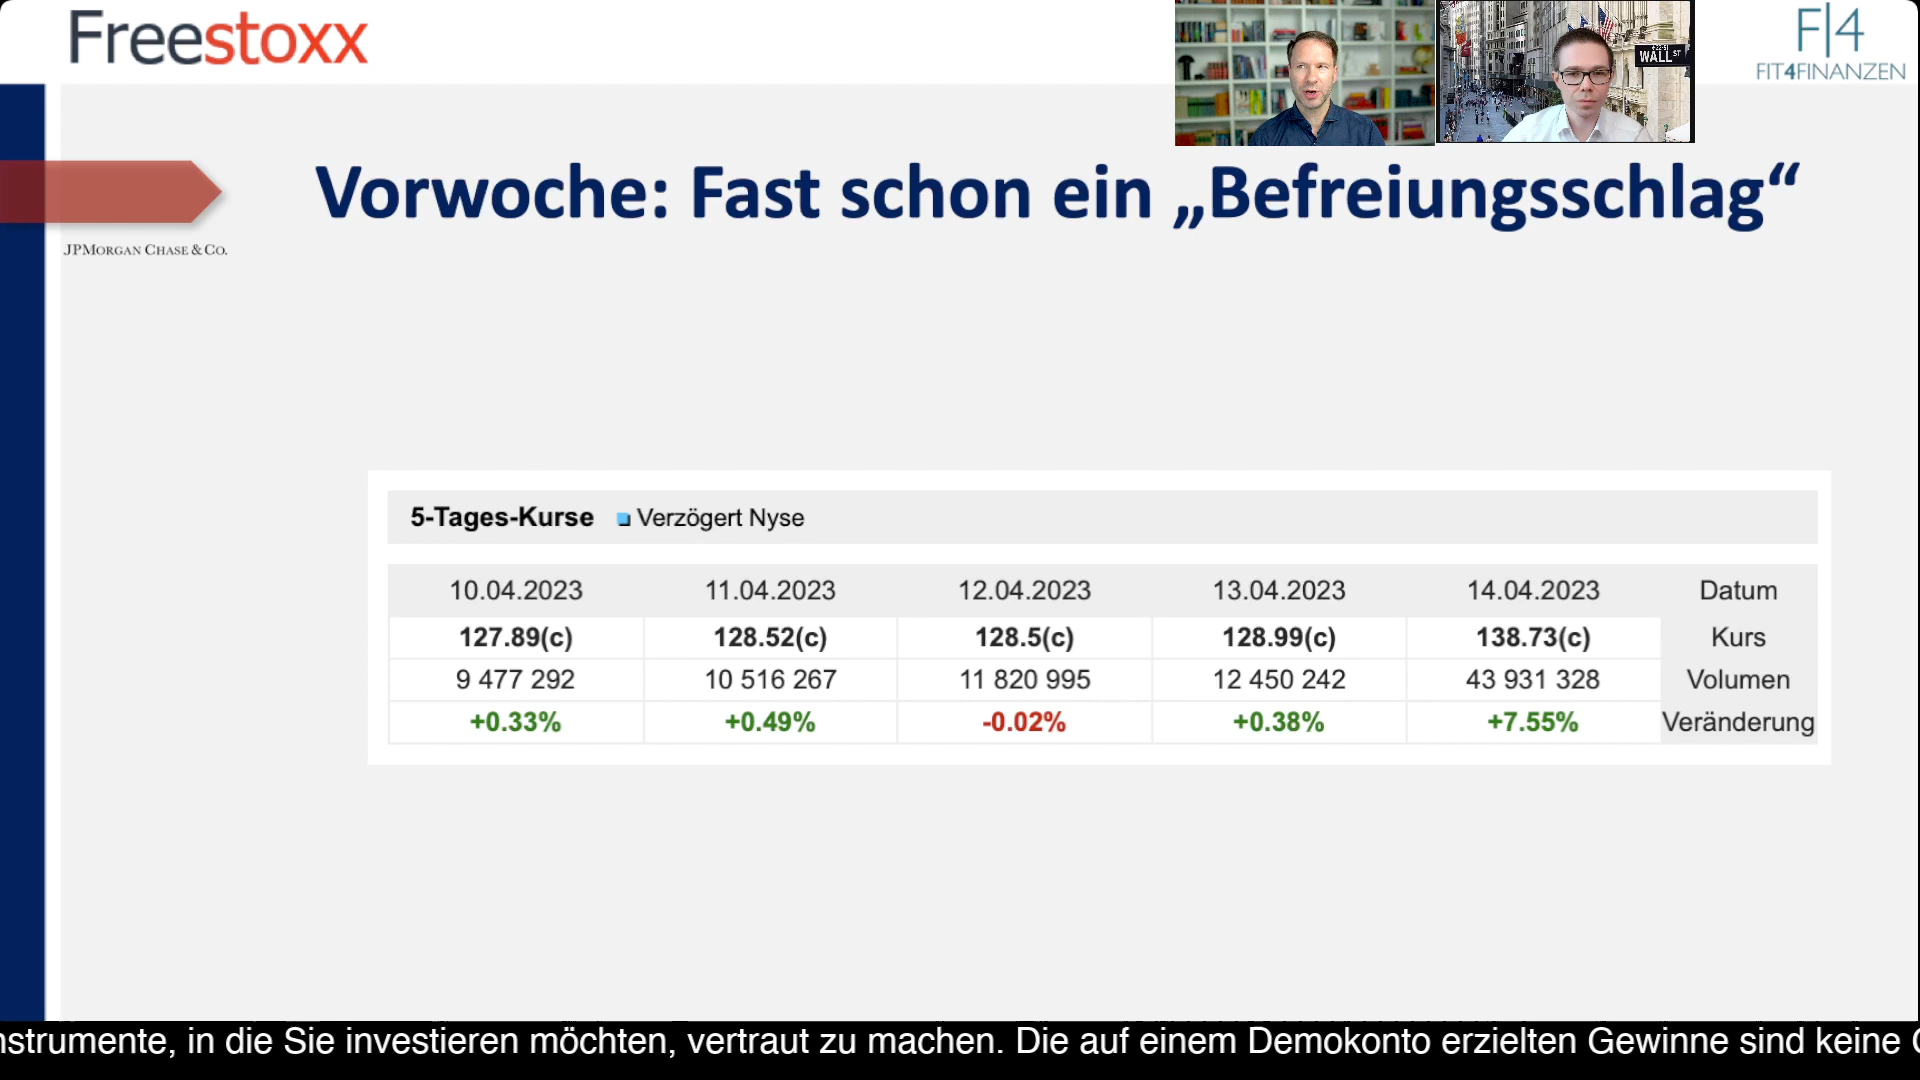 Freestoxx
F|4
FIT4FINANZEN
WALL ST
Vorwoche: Fast schon ein „Befreiungsschlag“
JPMORGAN CHASE & CO.
5-Tages-Kurse Verzögert Nyse
10.04.2023 11.04.2023 12.04.2023 13.04.2023 14.04.2023 Datum
127.89(c) 128.52(c) 128.5(c) 128.99(c) 138.73(c) Kurs
9 477 292 10 516 267 11 820 995 12 450 242 43 931 328 Volumen
+0.33% +0.49% -0.02% +0.38% +7.55% Veränderung
nstrumente, in die Sie investieren möchten, vertraut zu machen. Die auf einem Demokonto erzielten Gewinne sind keine